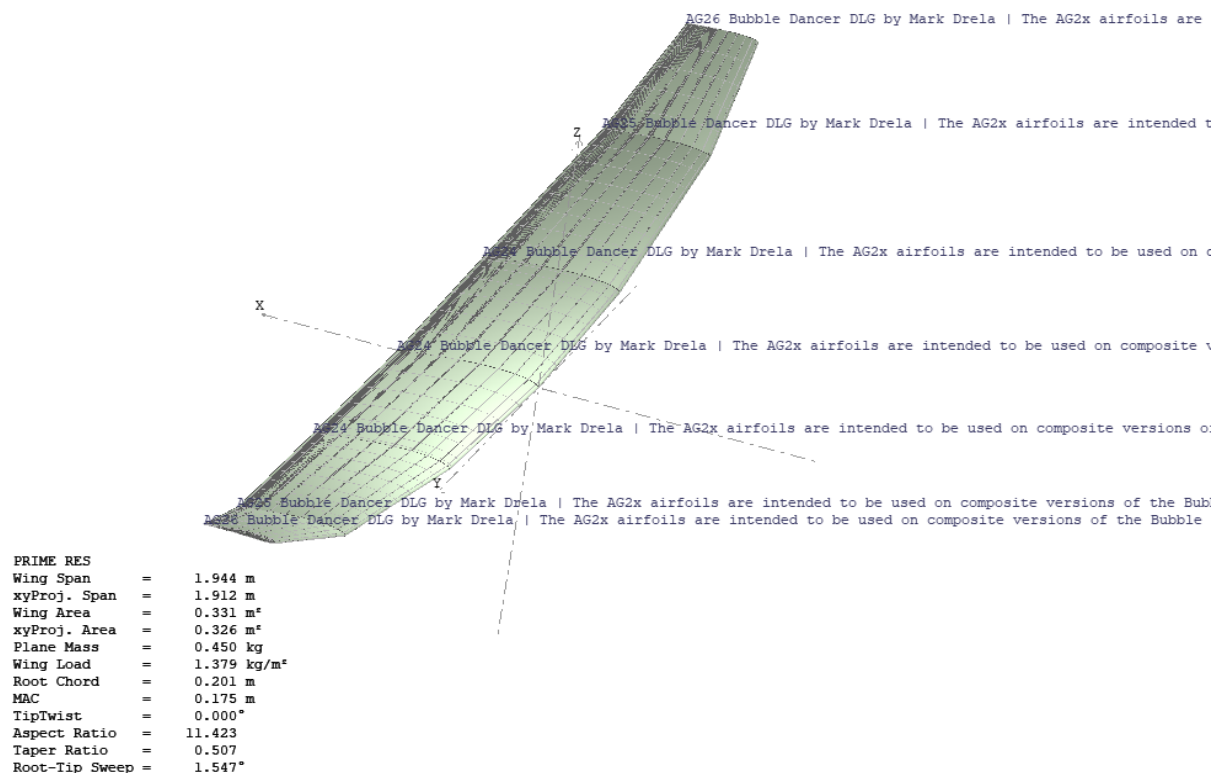 AG26 Bubble Dancer DLG by Mark Drela | The AG2x airfoils are
AG25 Bubble Dancer DLG by Mark Drela | The AG2x airfoils are intended t
Z
AG24 Bubble Dancer DLG by Mark Drela | The AG2x airfoils are intended to be used on c
X
AG24 Bubble Dancer DLG by Mark Drela | The AG2x airfoils are intended to be used on composite v
AG24 Bubble Dancer DLG by Mark Drela | The AG2x airfoils are intended to be used on composite versions of
Y
AG25 Bubble Dancer DLG by Mark Drela | The AG2x airfoils are intended to be used on composite versions of the Bub
AG26 Bubble Dancer DLG by Mark Drela | The AG2x airfoils are intended to be used on composite versions of the Bubble
PRIME RES
Wing Span = 1.944 m
xyProj. Span = 1.912 m
Wing Area = 0.331 m²
xyProj. Area = 0.326 m²
Plane Mass = 0.450 kg
Wing Load = 1.379 kg/m²
Root Chord = 0.201 m
MAC = 0.175 m
TipTwist = 0.000°
Aspect Ratio = 11.423
Taper Ratio = 0.507
Root-Tip Sweep = 1.547°